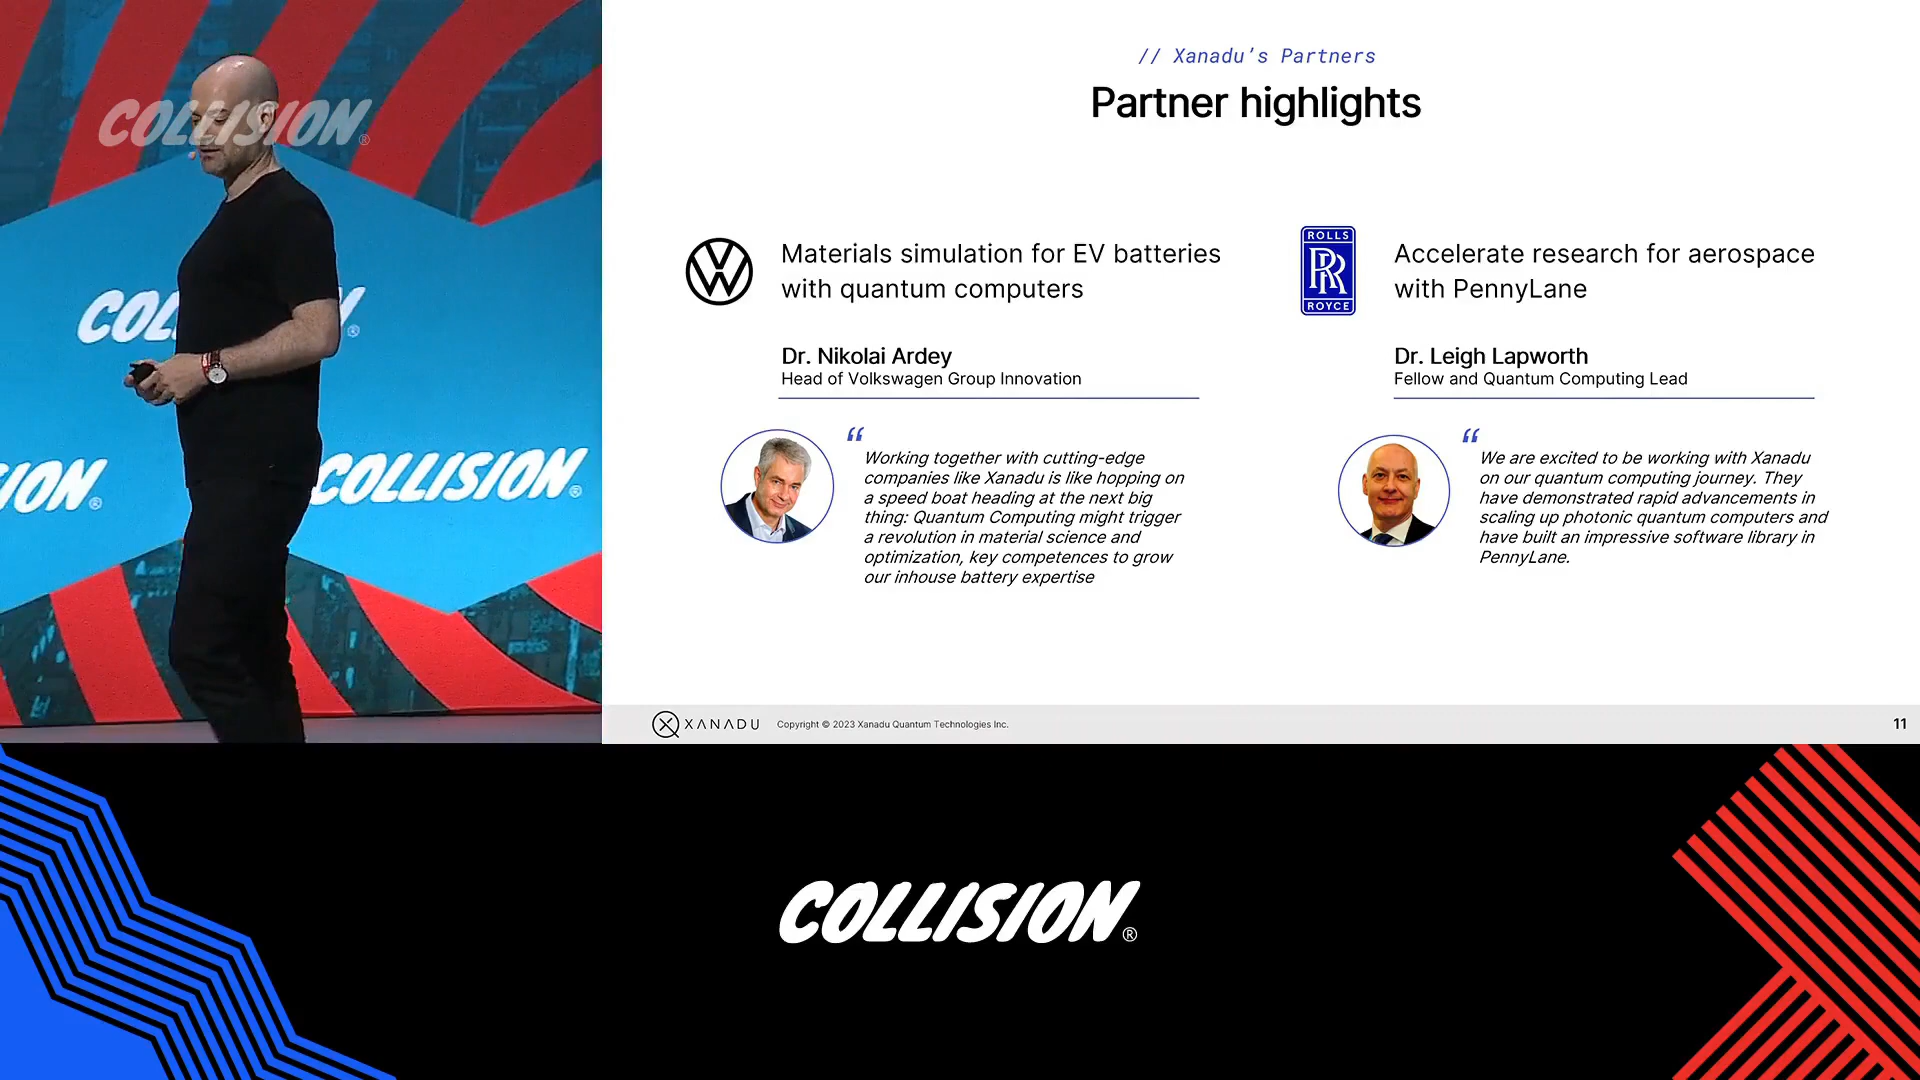 COLLISION®
COL
®
ION®
COLLISION®
// Xanadu's Partners
Partner highlights
Materials simulation for EV batteries
with quantum computers
Dr. Nikolai Ardey
Head of Volkswagen Group Innovation
“
Working together with cutting-edge
companies like Xanadu is like hopping on
a speed boat heading at the next big
thing: Quantum Computing might trigger
a revolution in material science and
optimization, key competences to grow
our inhouse battery expertise
ROLLS
RR
ROYCE
Accelerate research for aerospace
with PennyLane
Dr. Leigh Lapworth
Fellow and Quantum Computing Lead
“
We are excited to be working with Xanadu
on our quantum computing journey. They
have demonstrated rapid advancements in
scaling up photonic quantum computers and
have built an impressive software library in
PennyLane.
XANADU
Copyright © 2023 Xanadu Quantum Technologies Inc.
11
COLLISION®